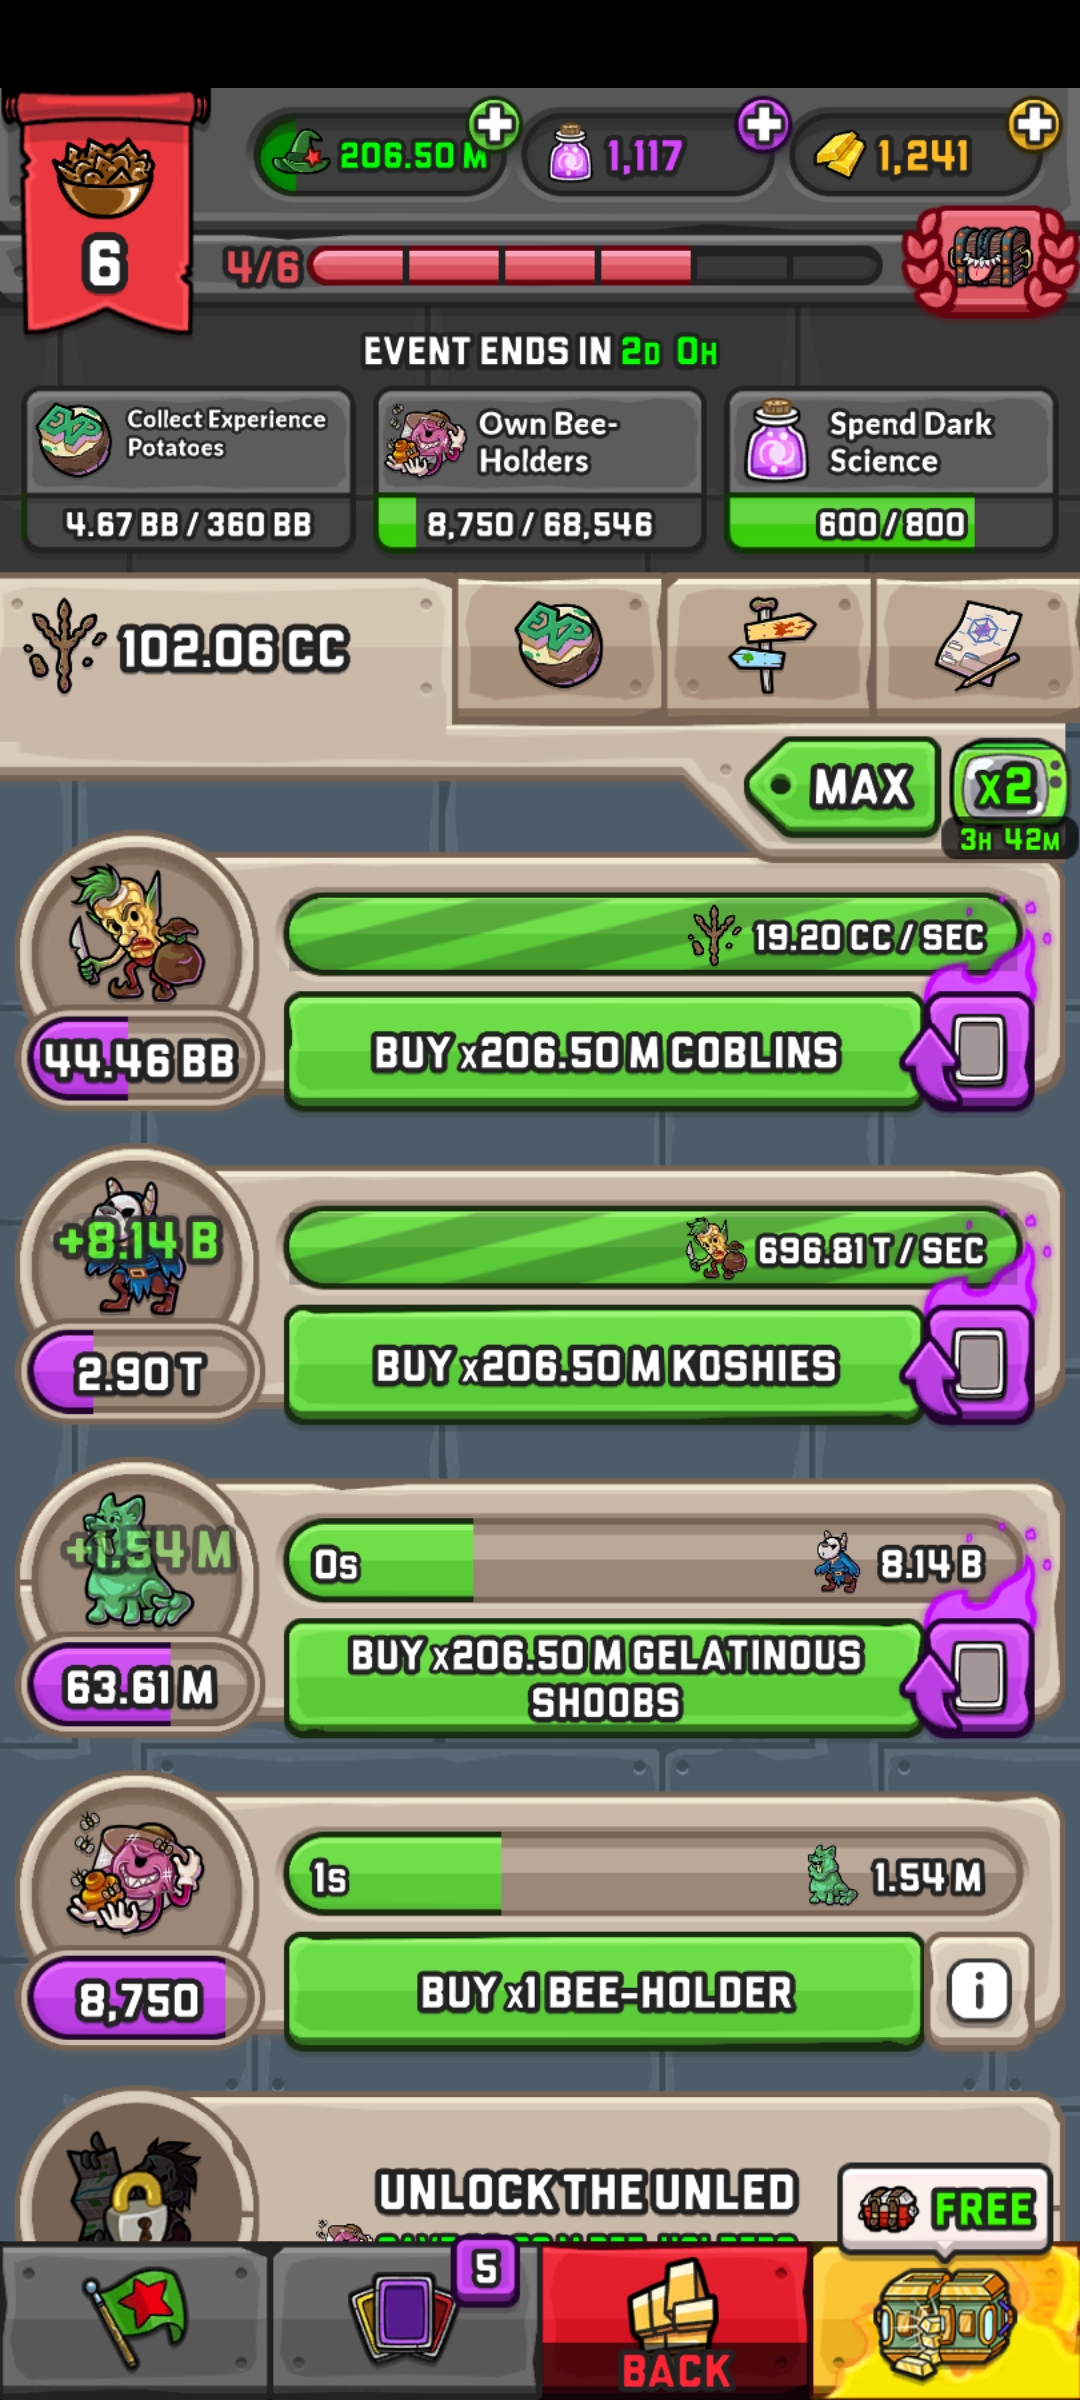 206.50 M
1,117
1,241
6
4/6
EVENT ENDS IN 2D 0H
EXP
Collect Experience
Potatoes
4.67 BB / 360 BB
Own Bee-
Holders
8,750 / 68,546
Spend Dark
Science
600 / 800
102.06 CC
EXP
MAX
x2
3H 42M
19.20 CC / SEC
44.46 BB
BUY x206.50 M COBLINS
+8.14 B
696.81 T / SEC
2.90 T
BUY x206.50 M KOSHIES
+1.54 M
0s
8.14 B
63.61 M
BUY x206.50 M GELATINOUS
SHOOBS
1s
1.54 M
8,750
BUY x1 BEE-HOLDER
i
UNLOCK THE UNLED
FREE
5
BACK